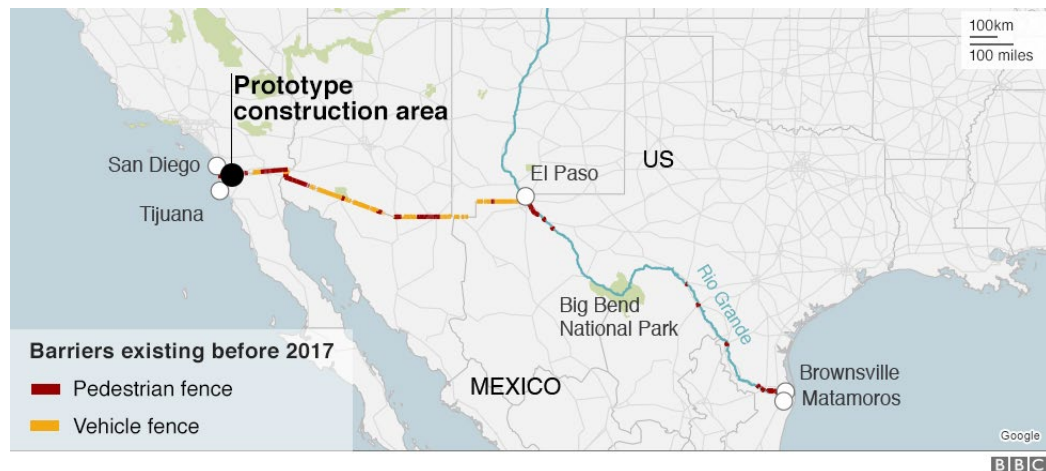 100km
100 miles
Prototype
construction area
San Diego
Tijuana
El Paso
US
Big Bend
National Park
Rio Grande
MEXICO
Brownsville
Matamoros
Barriers existing before 2017
Pedestrian fence
Vehicle fence
Google
BBC